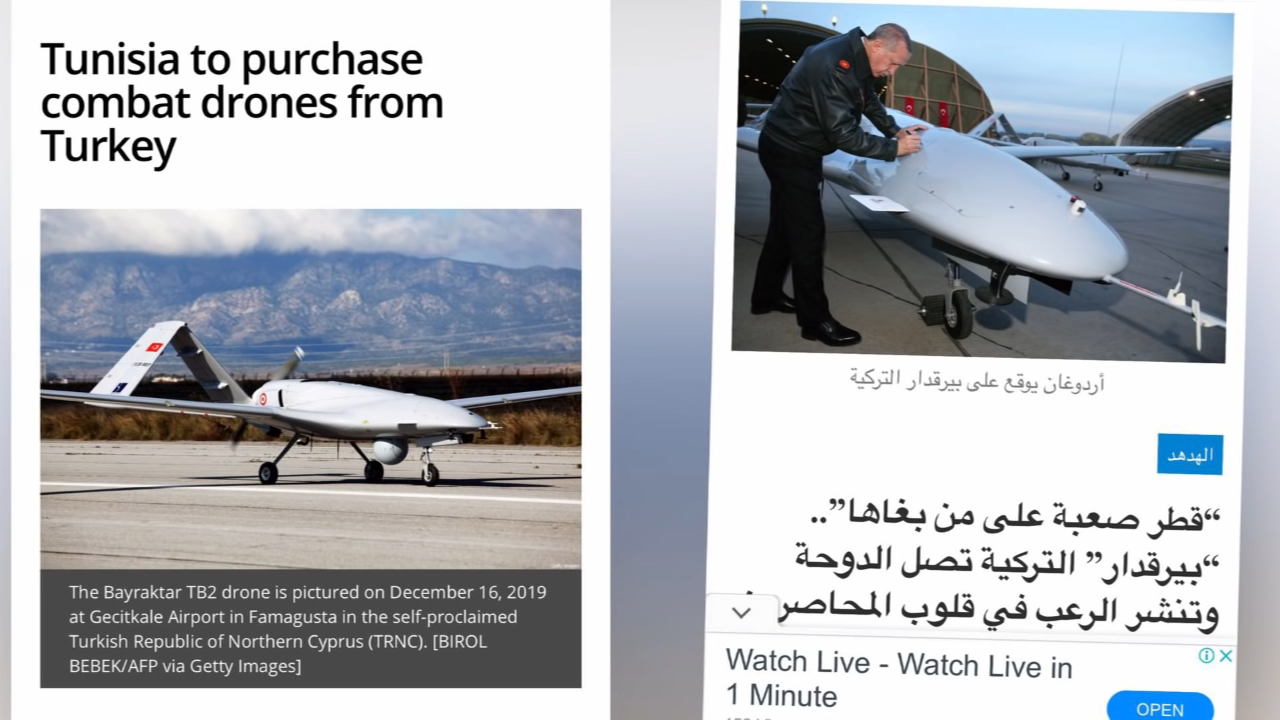 Tunisia to purchase
combat drones from
Turkey
The Bayraktar TB2 drone is pictured on December 16, 2019
at Gecitkale Airport in Famagusta in the self-proclaimed
Turkish Republic of Northern Cyprus (TRNC). [BIROL
BEBEK/AFP via Getty Images]
أردوغان يوقع على بيرقدار التركية
الهدهد
“قطر صعبة على من بغاها”..
“بيرقدار” التركية تصل الدوحة
وتنشر الرعب في قلوب المحاصر
Watch Live - Watch Live in
1 Minute
OPEN